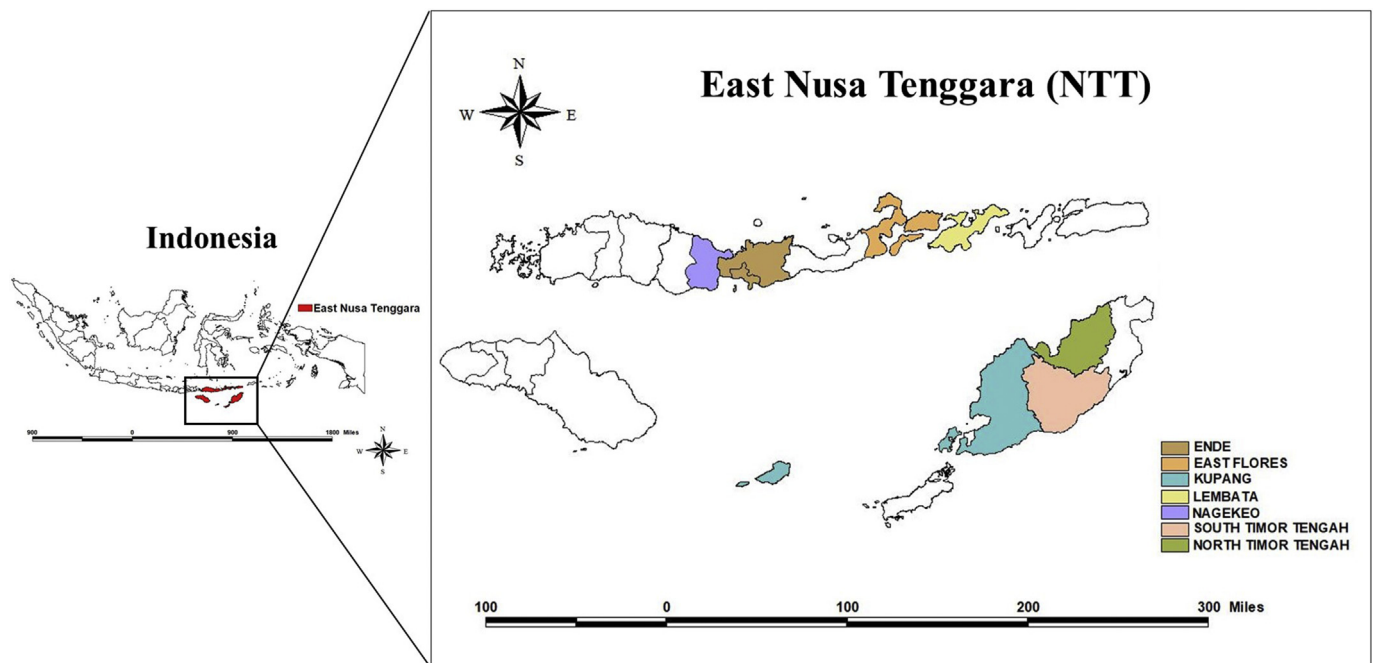 East Nusa Tenggara (NTT)
N
W
E
S
Indonesia
East Nusa Tenggara
900
0
900
1800 Miles
N
W
E
S
ENDE
EAST FLORES
KUPANG
LEMBATA
NAGEKEO
SOUTH TIMOR TENGAH
NORTH TIMOR TENGAH
100
0
100
200
300 Miles